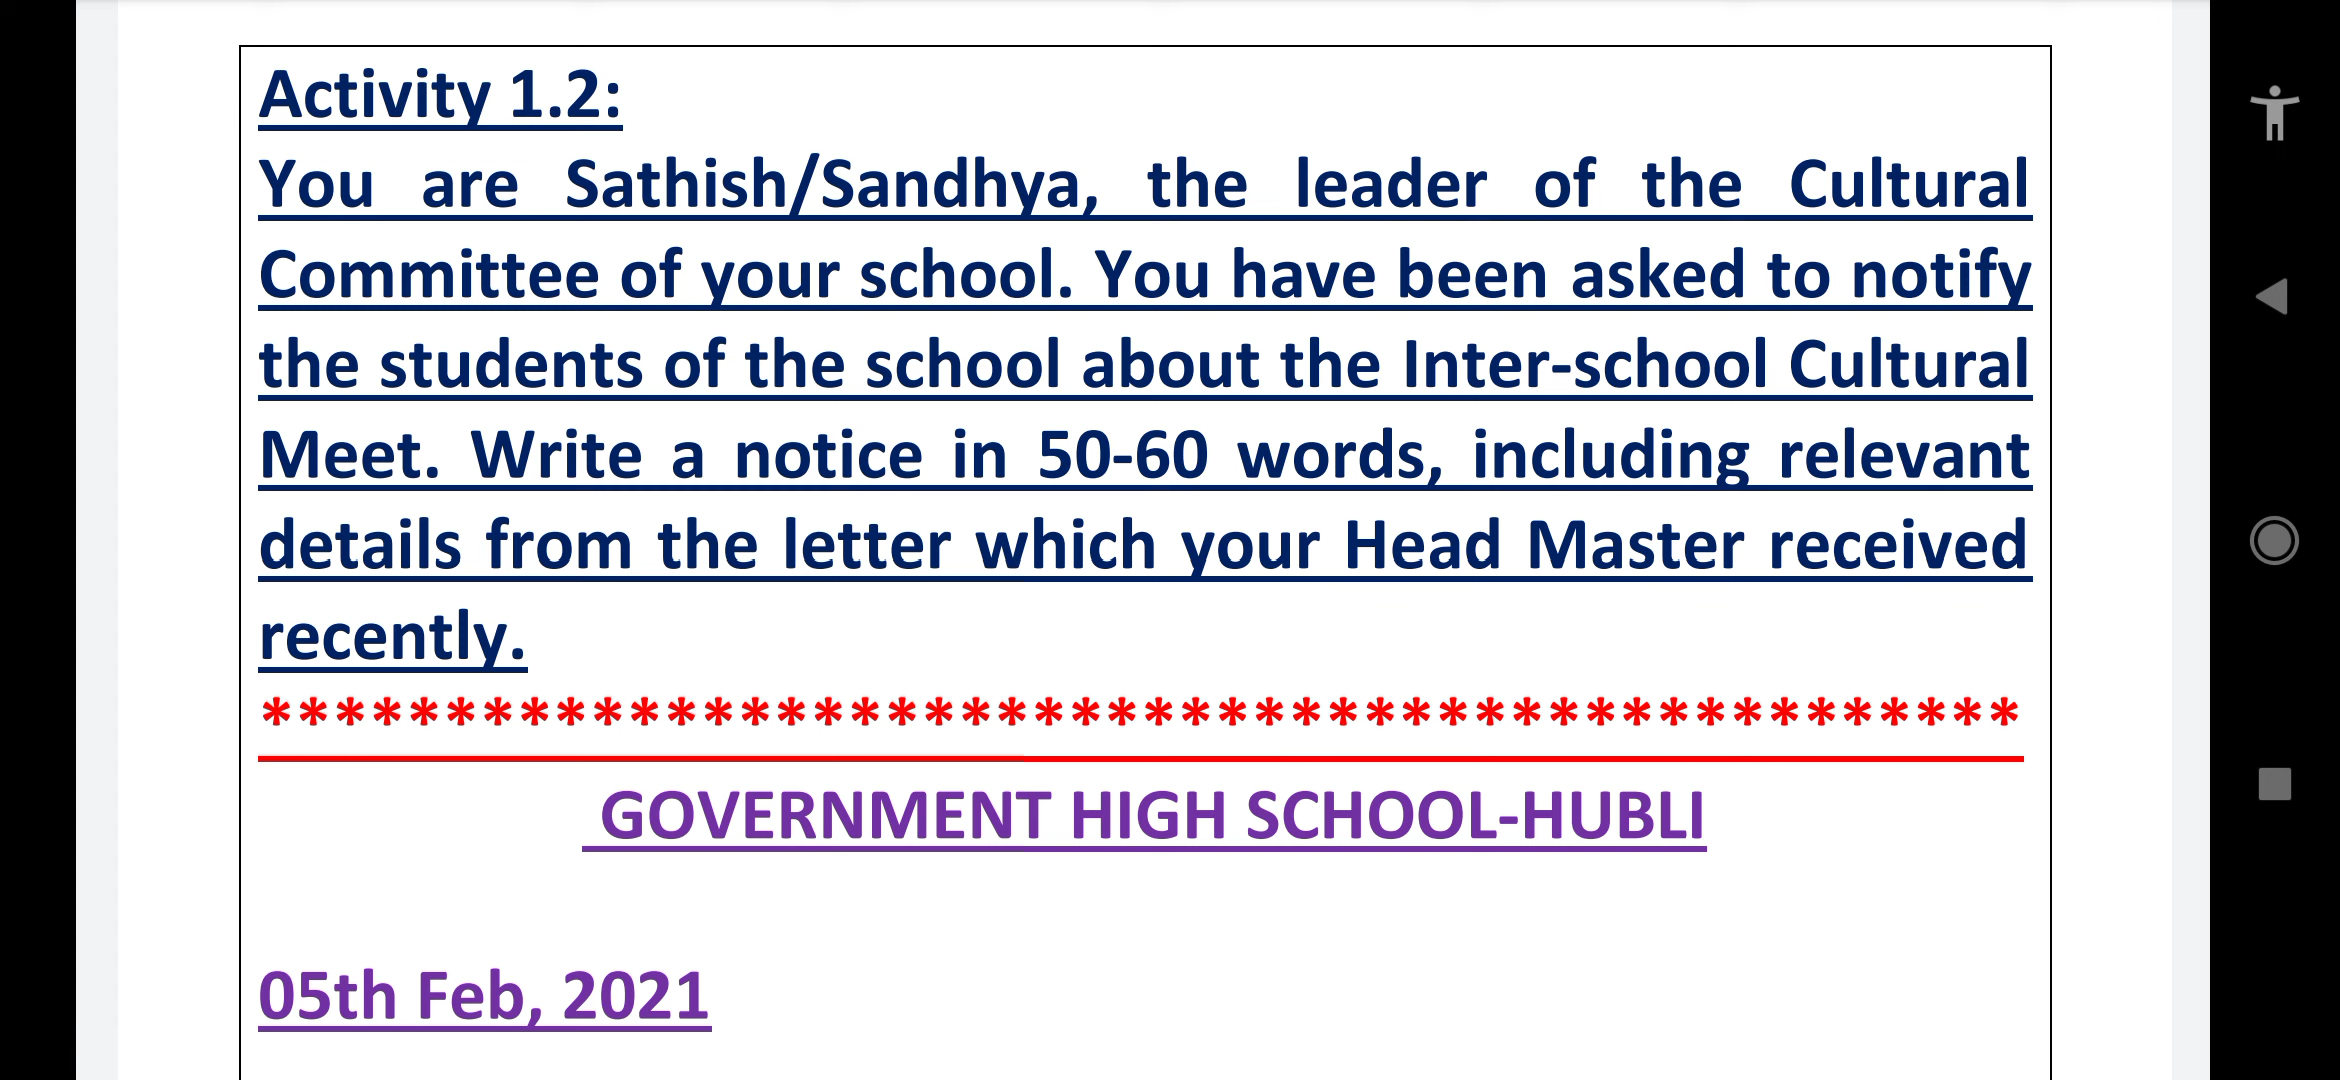 Activity 1.2:
You are Sathish/Sandhya, the leader of the Cultural
Committee of your school. You have been asked to notify
the students of the school about the Inter-school Cultural
Meet. Write a notice in 50-60 words, including relevant
details from the letter which your Head Master received
recently.
************************************************
GOVERNMENT HIGH SCHOOL-HUBLI
05th Feb, 2021